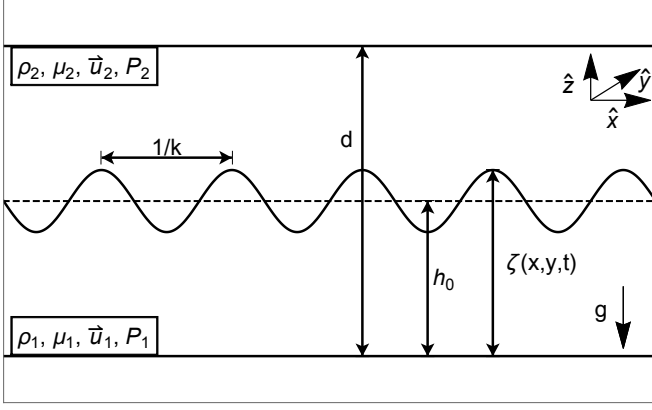 ρ₂, μ₂, u⃗₂, P₂
ẑ
ŷ
x̂
1/k
d
h₀
ζ(x,y,t)
g
ρ₁, μ₁, u⃗₁, P₁